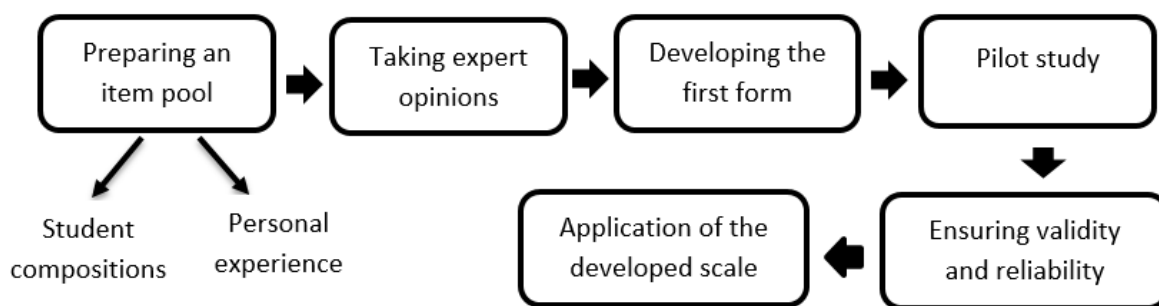 Preparing an
item pool
Taking expert
opinions
Developing the
first form
Pilot study
Student
compositions
Personal
experience
Ensuring validity
and reliability
Application of the
developed scale